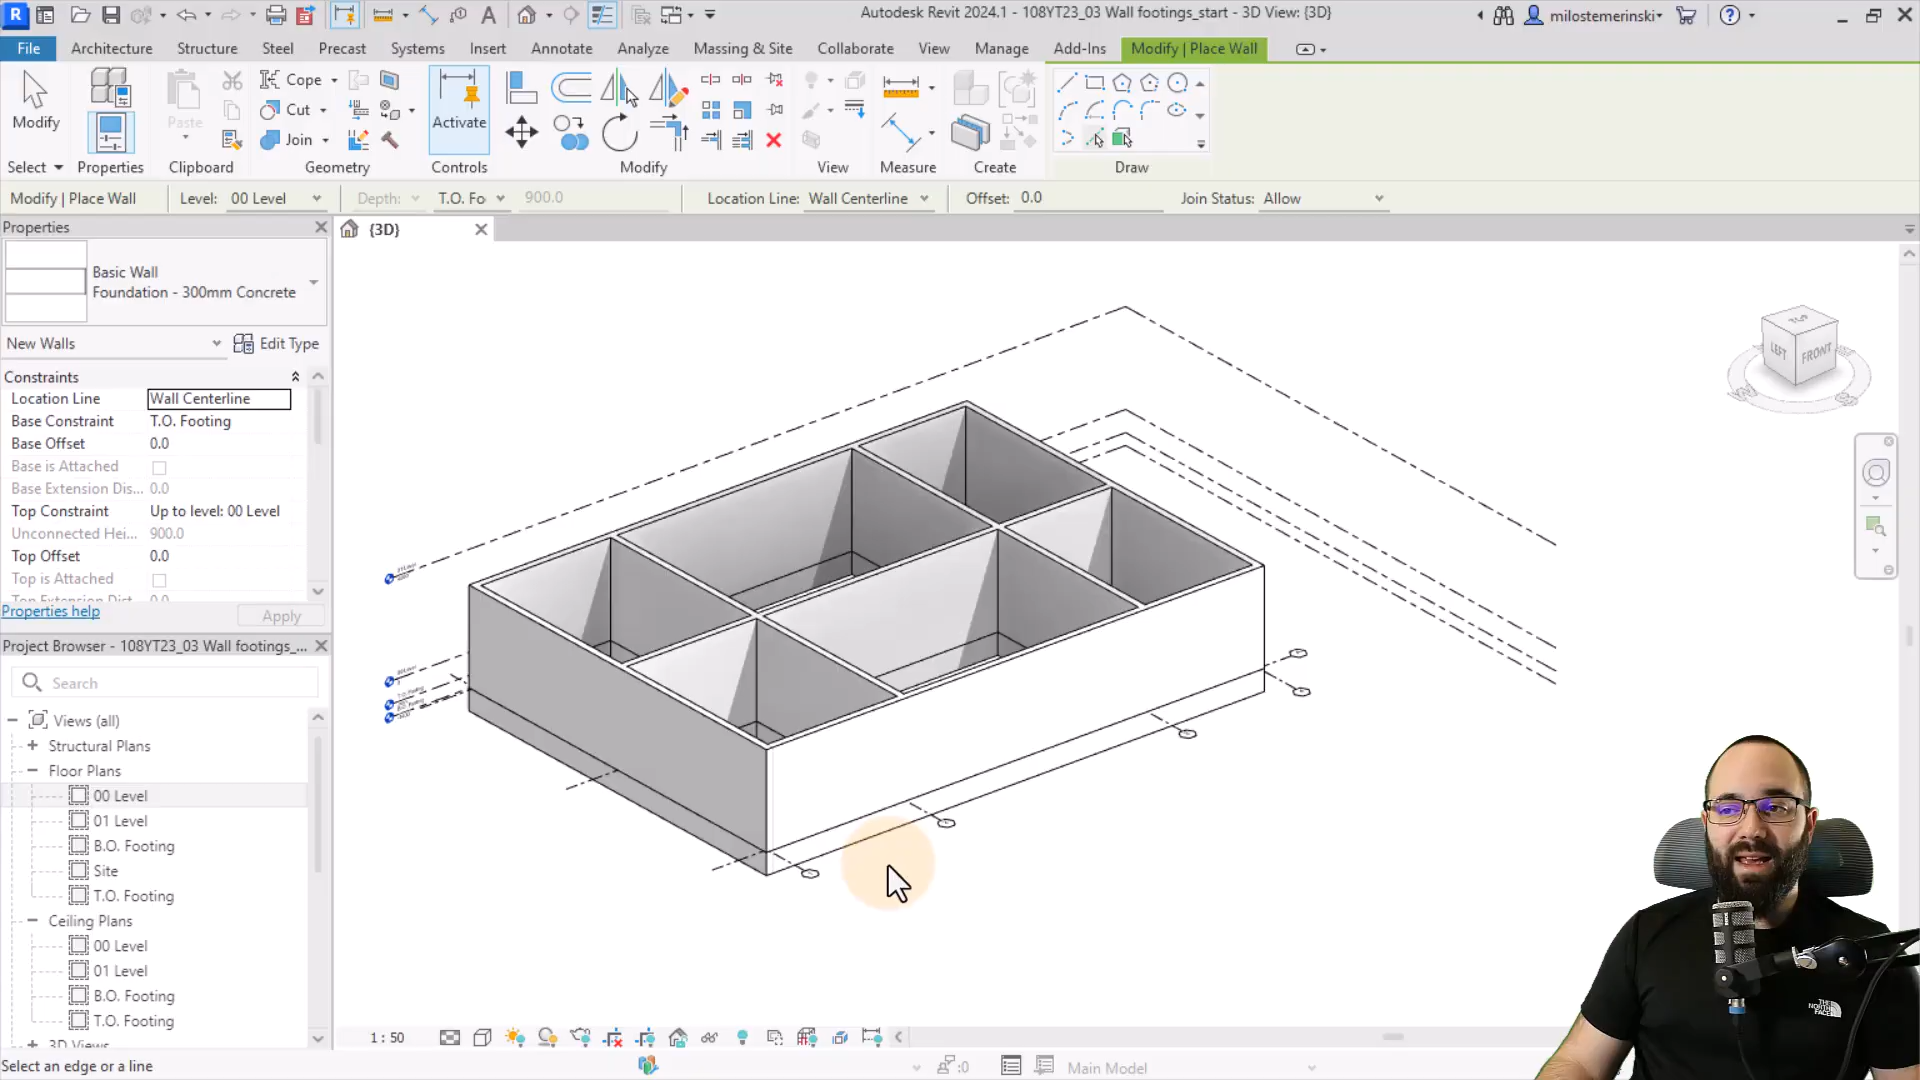 Autodesk Revit 2024.1 - 108YT23_03 Wall footings_start - 3D View: {3D}
milostemerinski
File Architecture Structure Steel Precast Systems Insert Annotate Analyze Massing & Site Collaborate View Manage Add-Ins Modify | Place Wall
Modify
Paste
Cope
Cut
Join
Activate
Select Properties Clipboard Geometry Controls Modify View Measure Create Draw
Modify | Place Wall Level: 00 Level Depth: T.O. Fo 900.0 Location Line: Wall Centerline Offset: 0.0 Join Status: Allow
Properties
{3D}
Basic Wall
Foundation - 300mm Concrete
New Walls Edit Type
Constraints
Location Line Wall Centerline
Base Constraint T.O. Footing
Base Offset 0.0
Base is Attached
Base Extension Dis... 0.0
Top Constraint Up to level: 00 Level
Unconnected Hei... 900.0
Top Offset 0.0
Top is Attached
Properties help Apply
Project Browser - 108YT23_03 Wall footings_...
Search
Views (all)
Structural Plans
Floor Plans
00 Level
01 Level
B.O. Footing
Site
T.O. Footing
Ceiling Plans
00 Level
01 Level
B.O. Footing
T.O. Footing
3D Views
TOP
LEFT
FRONT
W
S
1 : 50
Select an edge or a line
:0
Main Model
THE
NORTH
FACE